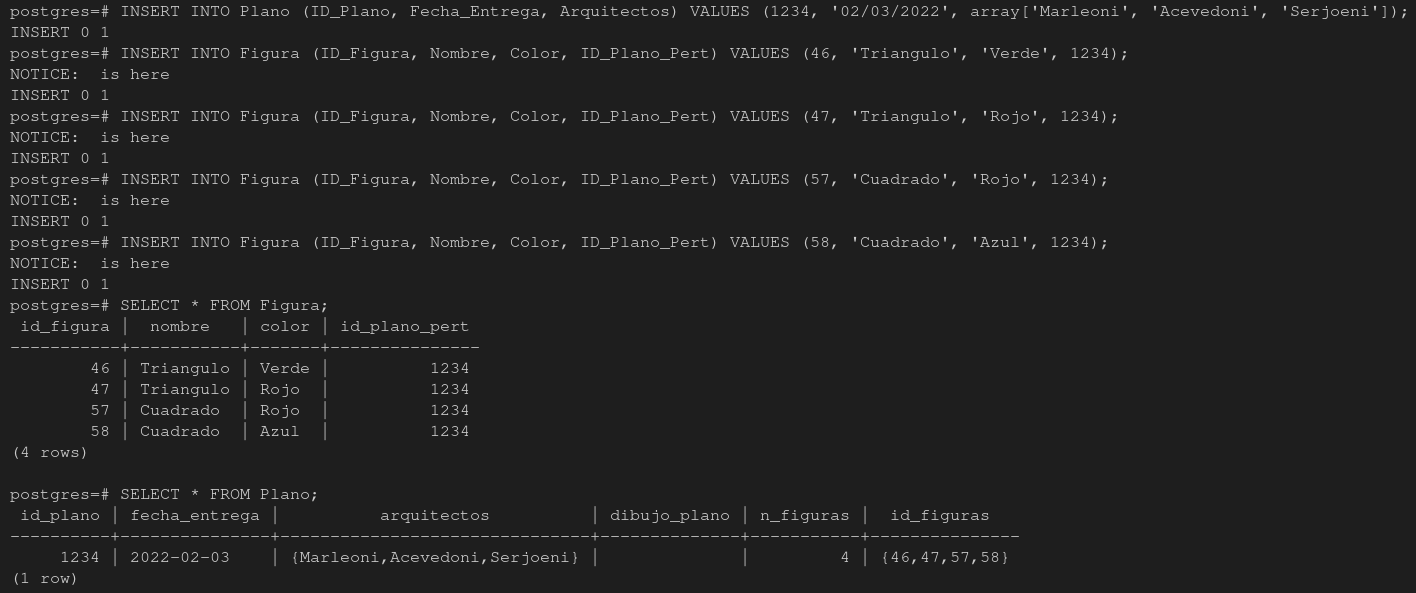 postgres=# INSERT INTO Plano (ID_Plano, Fecha_Entrega, Arquitectos) VALUES (1234, '02/03/2022', array['Marleoni', 'Acevedoni', 'Serjoeni']);
INSERT 0 1
postgres=# INSERT INTO Figura (ID_Figura, Nombre, Color, ID_Plano_Pert) VALUES (46, 'Triangulo', 'Verde', 1234);
NOTICE:  is here
INSERT 0 1
postgres=# INSERT INTO Figura (ID_Figura, Nombre, Color, ID_Plano_Pert) VALUES (47, 'Triangulo', 'Rojo', 1234);
NOTICE:  is here
INSERT 0 1
postgres=# INSERT INTO Figura (ID_Figura, Nombre, Color, ID_Plano_Pert) VALUES (57, 'Cuadrado', 'Rojo', 1234);
NOTICE:  is here
INSERT 0 1
postgres=# INSERT INTO Figura (ID_Figura, Nombre, Color, ID_Plano_Pert) VALUES (58, 'Cuadrado', 'Azul', 1234);
NOTICE:  is here
INSERT 0 1
postgres=# SELECT * FROM Figura;
 id_figura |  nombre   | color | id_plano_pert
-----------+-----------+-------+---------------
        46 | Triangulo | Verde |          1234
        47 | Triangulo | Rojo  |          1234
        57 | Cuadrado  | Rojo  |          1234
        58 | Cuadrado  | Azul  |          1234
(4 rows)

postgres=# SELECT * FROM Plano;
 id_plano | fecha_entrega |          arquitectos          | dibujo_plano | n_figuras |  id_figuras
----------+---------------+-------------------------------+--------------+-----------+---------------
     1234 | 2022-02-03    | {Marleoni,Acevedoni,Serjoeni} |              |         4 | {46,47,57,58}
(1 row)